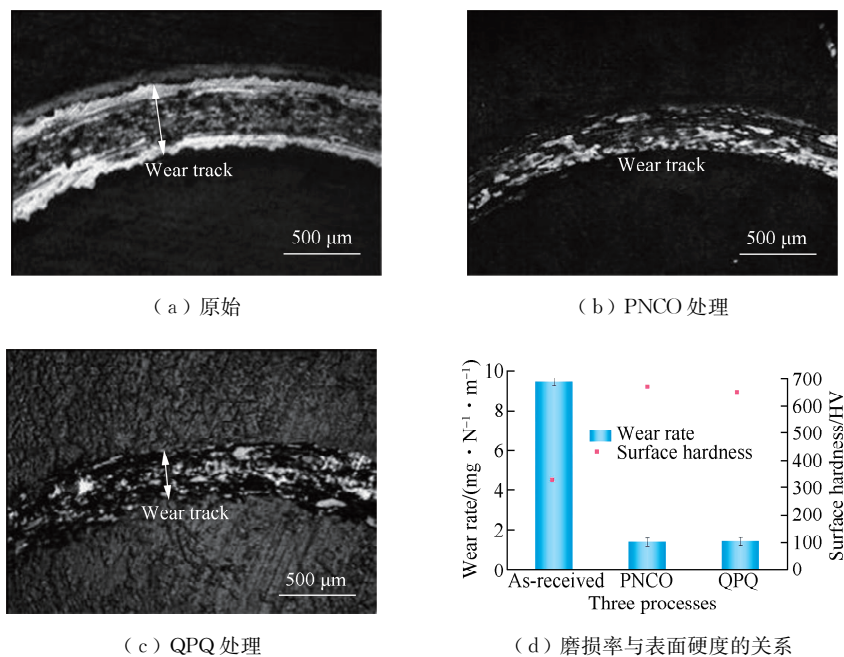 Wear track
500 μm
(a)原始
Wear track
500 μm
(b)PNCO 处理
Wear track
500 μm
(c)QPQ 处理
Wear rate/(mg·N⁻¹·m⁻¹)
10
8
6
4
2
0
Wear rate
Surface hardness
700
600
500
400
300
200
100
0
Surface hardness/HV
As-received PNCO QPQ
Three processes
(d)磨损率与表面硬度的关系